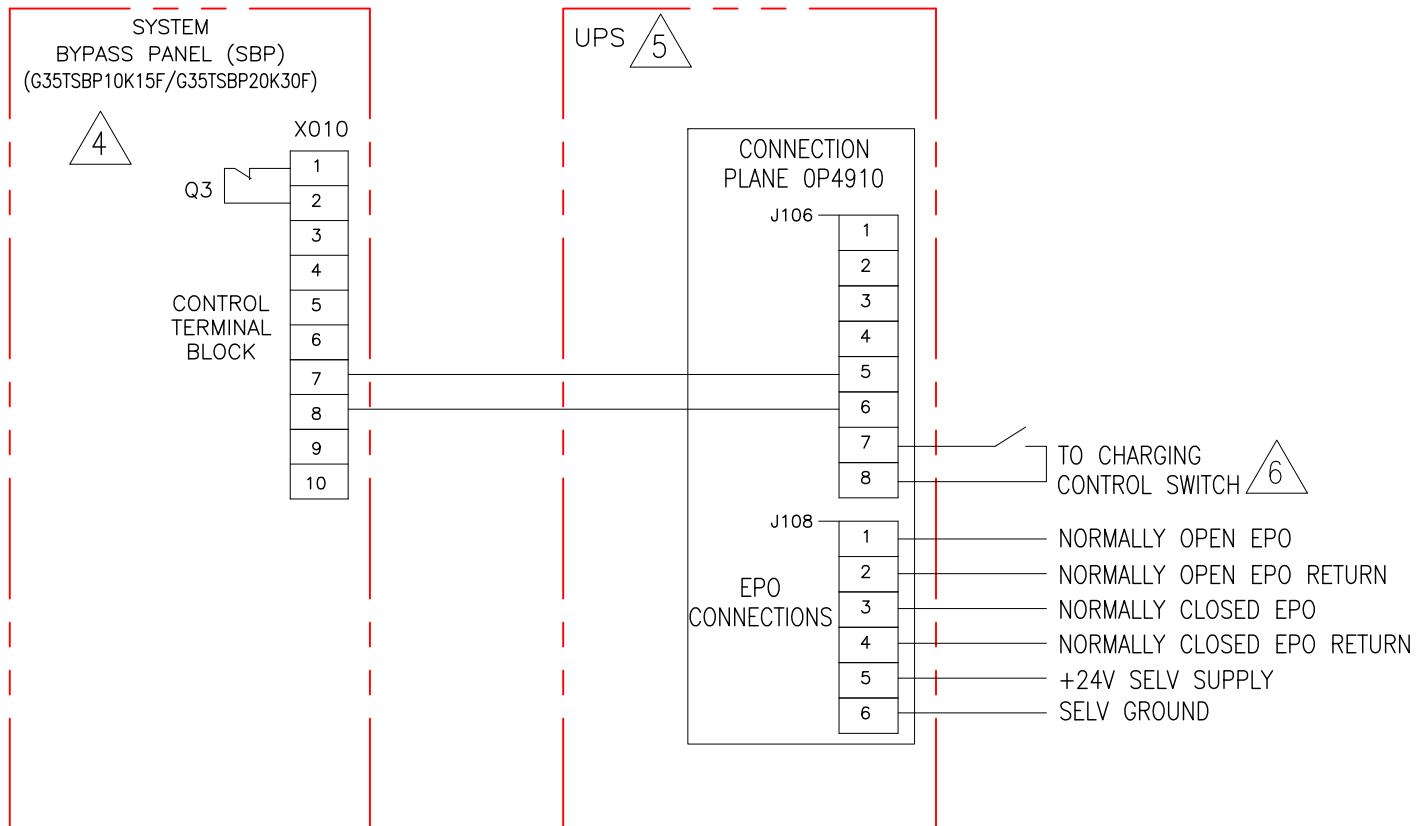 SYSTEM
BYPASS PANEL (SBP)
(G35TSBP10K15F/G35TSBP20K30F)
4
X010
Q3
1
2
3
4
5
6
7
8
9
10
CONTROL
TERMINAL
BLOCK
UPS
5
CONNECTION
PLANE 0P4910
J106
1
2
3
4
5
6
7
8
TO CHARGING
CONTROL SWITCH
6
J108
1
2
3
4
5
6
EPO
CONNECTIONS
NORMALLY OPEN EPO
NORMALLY OPEN EPO RETURN
NORMALLY CLOSED EPO
NORMALLY CLOSED EPO RETURN
+24V SELV SUPPLY
SELV GROUND